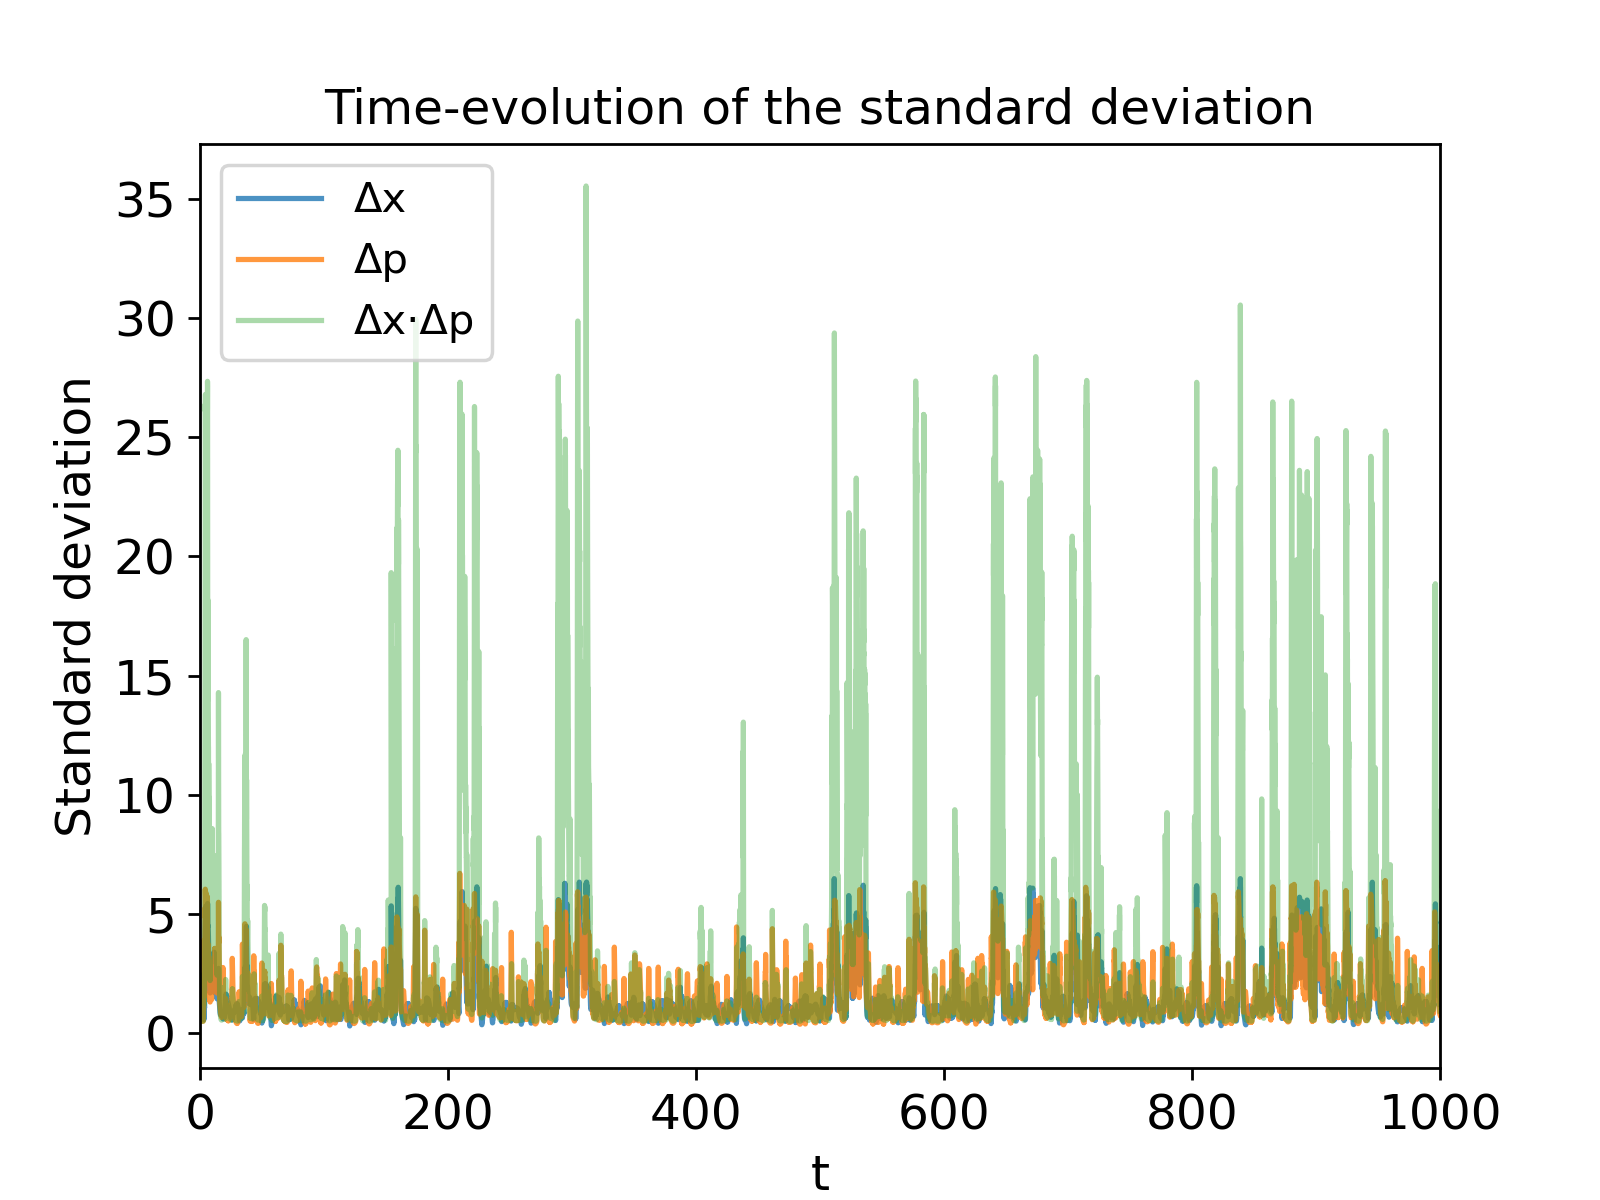 Time-evolution of the standard deviation
Δx
Δp
Δx·Δp
Standard deviation
35
30
25
20
15
10
5
0
0 200 400 600 800 1000
t